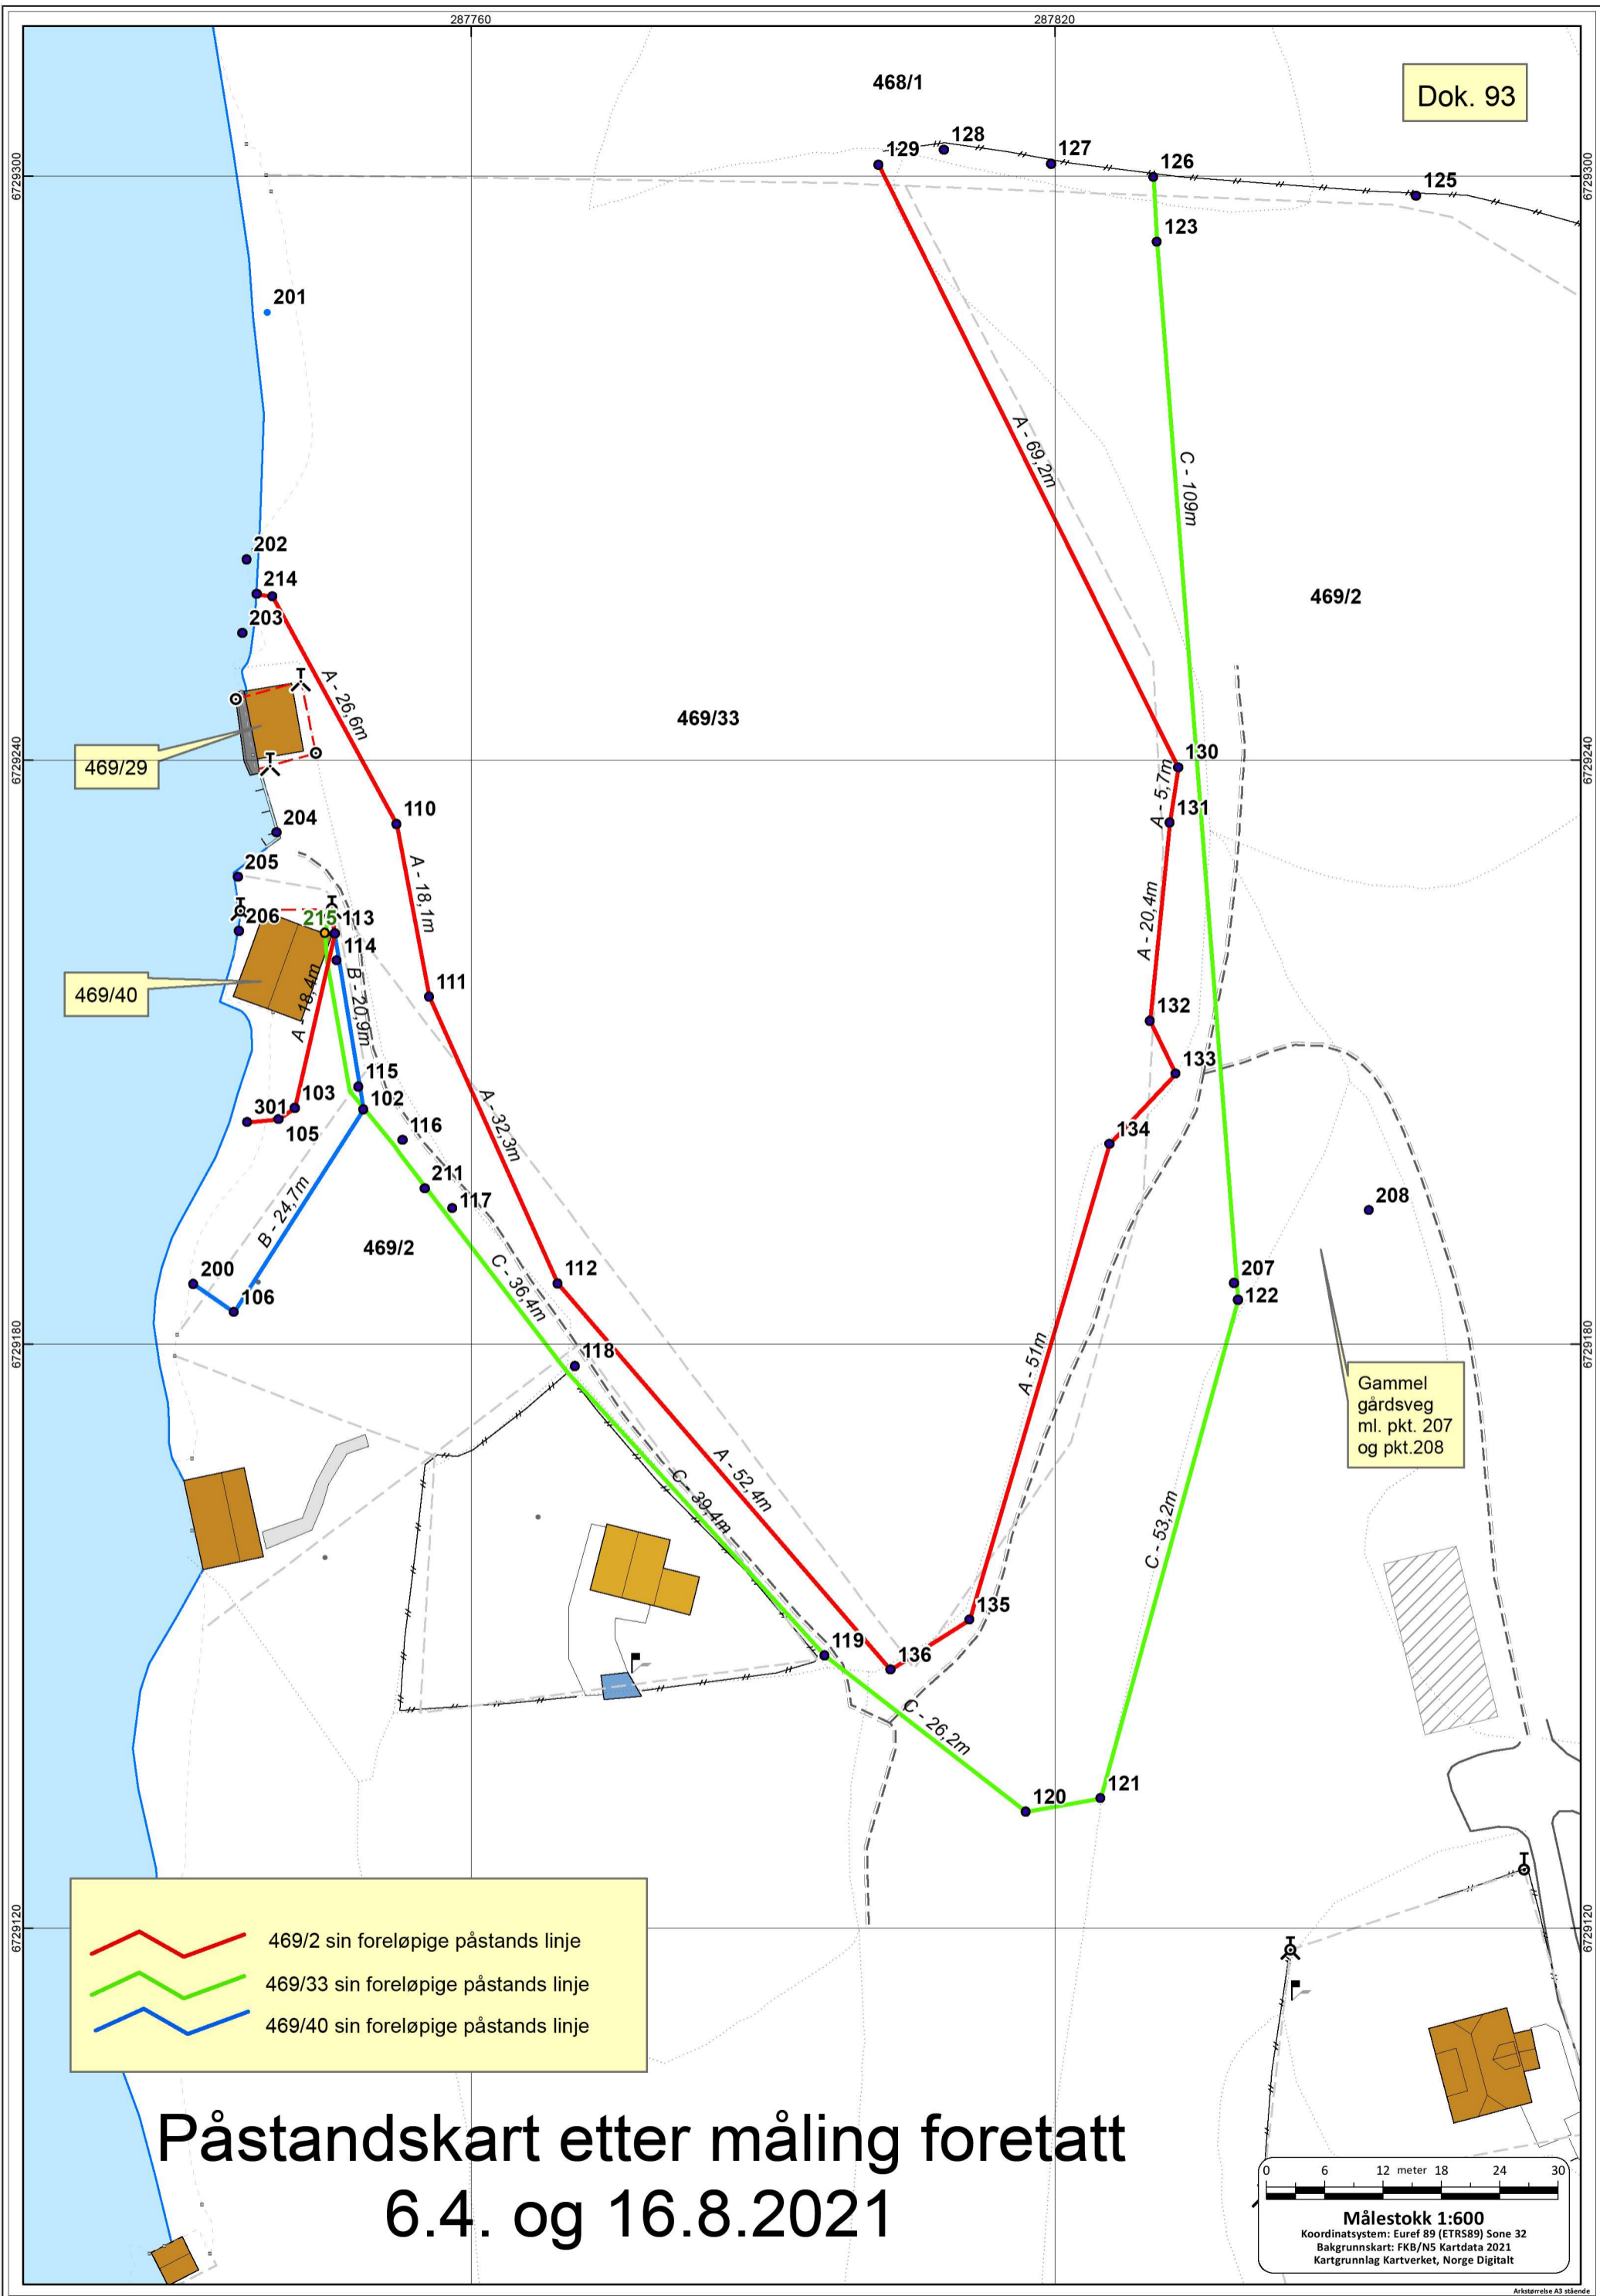 287760
287820
468/1
Dok. 93
129
128
127
126
125
6729300
6729300
123
201
A - 69,2m
C - 109m
202
214
203
469/2
A - 26,6m
469/33
469/29
6729240
6729240
130
A - 5,7m
131
110
204
205
A - 18,1m
206
215
113
114
A - 20,4m
469/40
A - 18,4m
B - 20,9m
111
132
133
115
103
102
301
105
116
A - 32,3m
134
211
117
208
B - 24,7m
469/2
C - 36,4m
112
200
106
207
122
6729180
6729180
118
A - 51m
Gammel
gårdsveg
ml. pkt. 207
og pkt.208
A - 52,4m
C - 39,4m
C - 53,2m
135
119
136
C - 26,2m
120
121
6729120
6729120
469/2 sin foreløpige påstands linje
469/33 sin foreløpige påstands linje
469/40 sin foreløpige påstands linje
Påstandskart etter måling foretatt
6.4. og 16.8.2021
0 6 12 meter 18 24 30
Målestokk 1:600
Koordinatsystem: Euref 89 (ETRS89) Sone 32
Bakgrunnskart: FKB/N5 Kartdata 2021
Kartgrunnlag Kartverket, Norge Digitalt
Arkstørrelse A3 stående